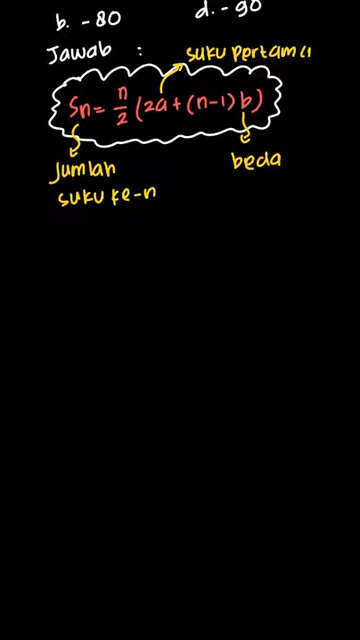 b. -80 d. -90
Jawab :
suku pertama
Sn = n/2 (2a + (n-1) b)
Jumlah beda
suku ke-n